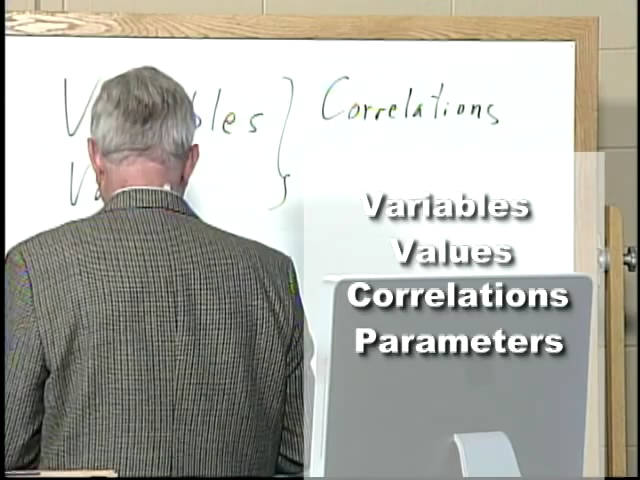 Correlations
Variables
Values
Correlations
Parameters